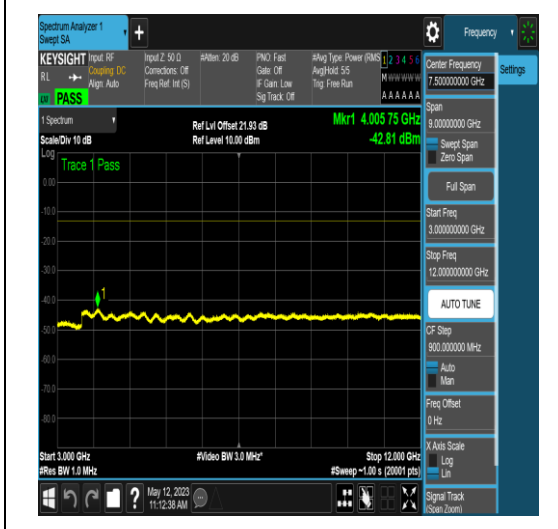 Spectrum Analyzer 1
Swept SA
Frequency
KEYSIGHT
RL
Input: RF
Coupling: DC
Align: Auto
Input Z: 50 Ω
Corrections: Off
Freq Ref: Int (S)
#Atten: 20 dB
PNO: Fast
Gate: Off
IF Gain: Low
Sig Track: Off
#Avg Type: Power (RMS
Avg|Hold: 5/5
Trig: Free Run
1 2 3 4 5 6
M W W W W W
A A A A A A
PASS
1 Spectrum
Scale/Div 10 dB
Ref Lvl Offset 21.93 dB
Ref Level 10.00 dBm
Mkr1 4.005 75 GHz
-42.81 dBm
Log
Trace 1 Pass
0.00
-10.0
-20.0
-30.0
-40.0
-50.0
-60.0
-70.0
-80.0
1
Start 3.000 GHz
#Res BW 1.0 MHz
#Video BW 3.0 MHz*
Stop 12.000 GHz
#Sweep ~1.00 s (20001 pts)
May 12, 2023
11:12:38 AM
?
Center Frequency
7.500000000 GHz
Settings
Span
9.00000000 GHz
Swept Span
Zero Span
Full Span
Start Freq
3.000000000 GHz
Stop Freq
12.000000000 GHz
AUTO TUNE
CF Step
900.000000 MHz
Auto
Man
Freq Offset
0 Hz
X Axis Scale
Log
Lin
Signal Track
(Span Zoom)